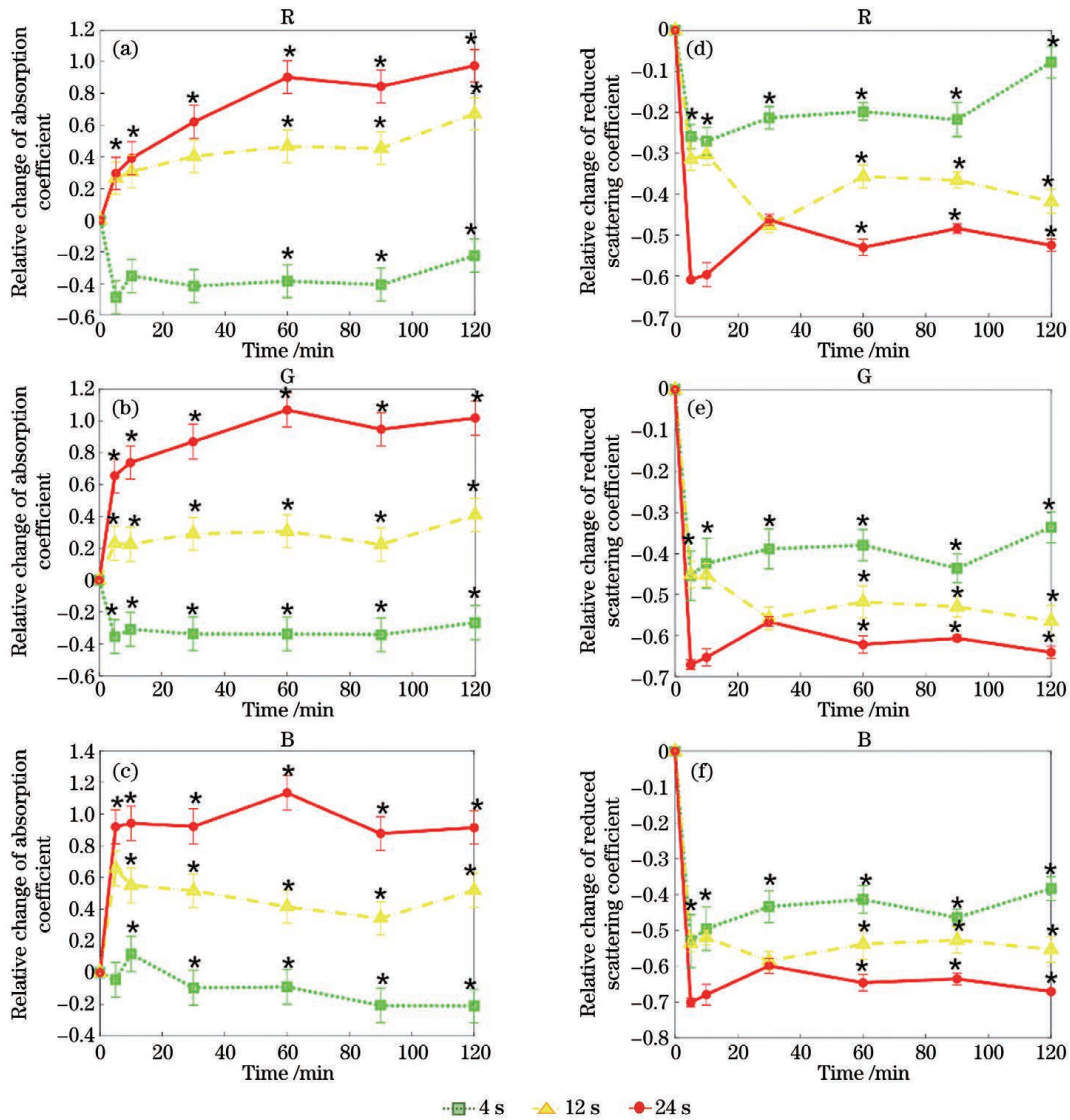 R
(a)
1.2
1.0
0.8
0.6
0.4
0.2
0
−0.2
−0.4
−0.6
Relative change of absorption
coefficient
0 20 40 60 80 100 120
Time /min
R
(d)
0
−0.1
−0.2
−0.3
−0.4
−0.5
−0.6
−0.7
Relative change of reduced
scattering coefficient
0 20 40 60 80 100 120
Time /min
G
(b)
1.2
1.0
0.8
0.6
0.4
0.2
0
−0.2
−0.4
−0.6
Relative change of absorption
coefficient
0 20 40 60 80 100 120
Time /min
G
(e)
0
−0.1
−0.2
−0.3
−0.4
−0.5
−0.6
−0.7
Relative change of reduced
scattering coefficient
0 20 40 60 80 100 120
Time /min
B
(c)
1.4
1.2
1.0
0.8
0.6
0.4
0.2
0
−0.2
−0.4
Relative change of absorption
coefficient
0 20 40 60 80 100 120
Time /min
B
(f)
0
−0.1
−0.2
−0.3
−0.4
−0.5
−0.6
−0.7
−0.8
Relative change of reduced
scattering coefficient
0 20 40 60 80 100 120
Time /min
4 s 12 s 24 s